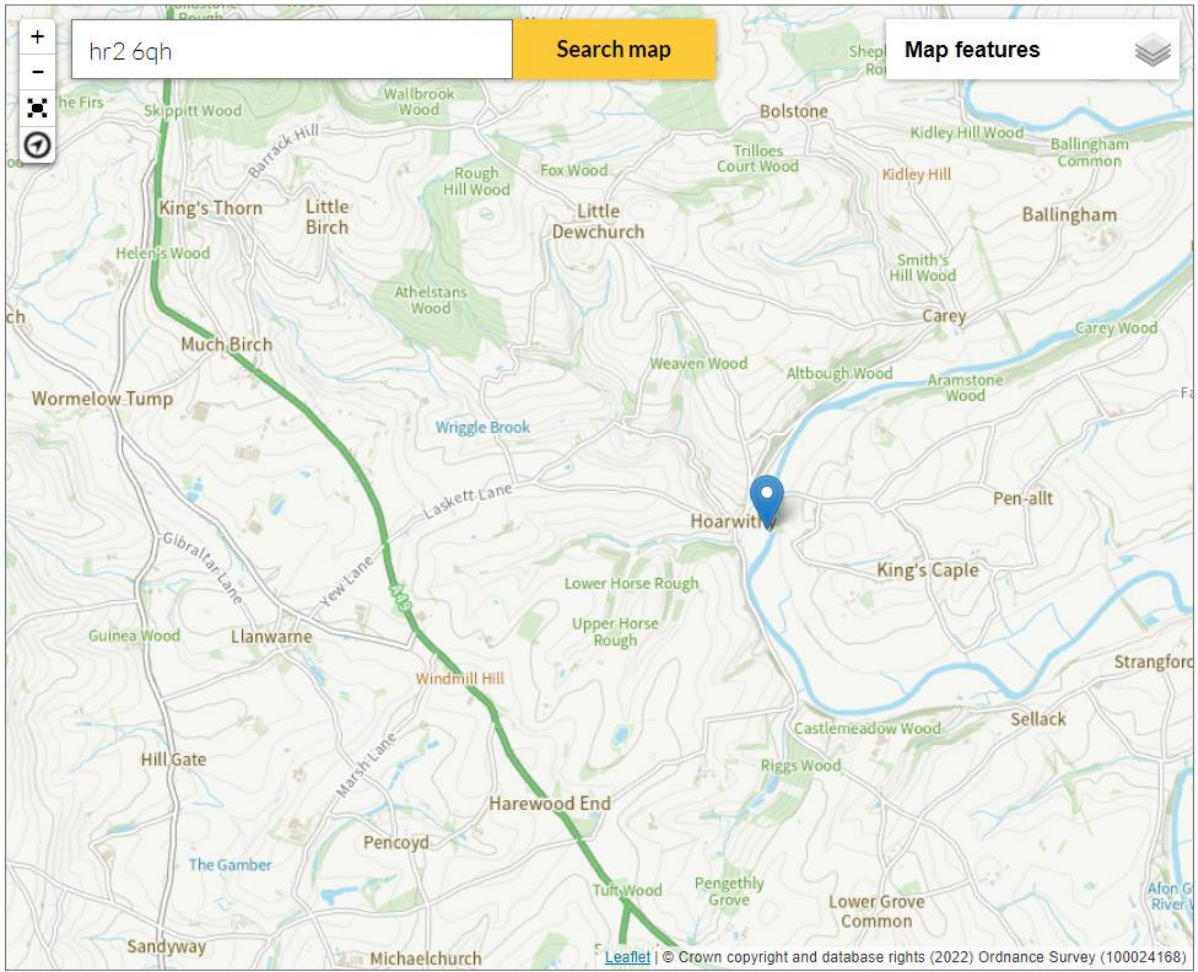 Rough
+
hr2 6qh
Search map
Map features
-
The Firs
Skippitt Wood
Wallbrook
Wood
Bolstone
Barrack Hill
Kidley Hill Wood
Ballingham
Common
Trilloes
Court Wood
Rough
Hill Wood
Fox Wood
Kidley Hill
King's Thorn
Little
Birch
Little
Dewchurch
Ballingham
Helen's Wood
Smith's
Hill Wood
Athelstans
Wood
Carey
Carey Wood
Much Birch
Weaven Wood
Altbough Wood
Aramstone
Wood
Wormelow Tump
Wriggle Brook
Laskett Lane
Pen-allt
Hoarwithy
Gibraltar Lane
Yew Lane
King's Caple
Lower Horse Rough
A49
Upper Horse
Rough
Guinea Wood
Llanwarne
Strangford
Windmill Hill
Sellack
Castlemeadow Wood
Hill Gate
Riggs Wood
Marsh Lane
Harewood End
Pencoyd
The Gamber
Tuft Wood
Pengethly
Grove
Lower Grove
Common
Afon G
River W
Sandyway
Michaelchurch
Leaflet | © Crown copyright and database rights (2022) Ordnance Survey (100024168)